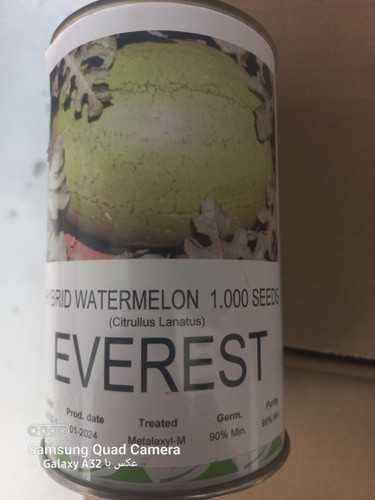 HYBRID WATERMELON 1.000 SEEDS
(Citrullus Lanatus)
EVEREST
Prod. date
01-2024
Treated
Metalaxyl-M
Germ.
90% Min.
Purity
Samsung Quad Camera
عكس با Galaxy A32